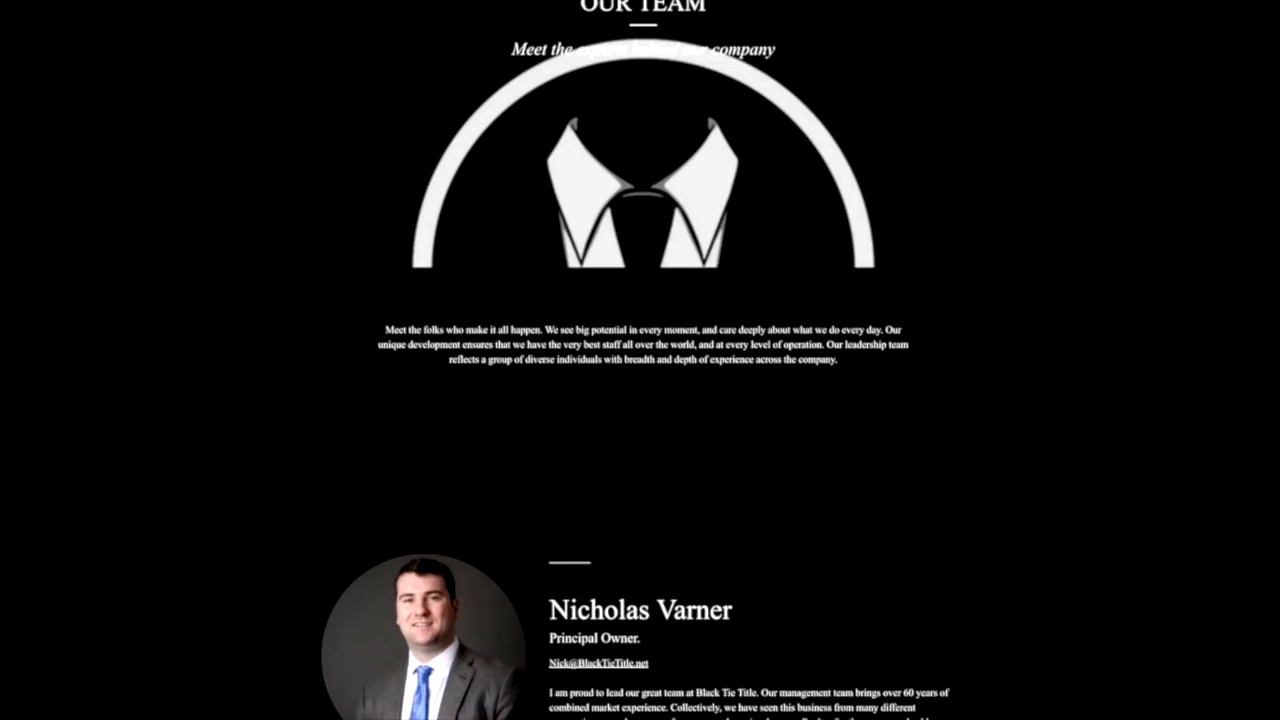 OUR TEAM
Meet the experts behind our company
Meet the folks who make it all happen. We see big potential in every moment, and care deeply about what we do every day. Our
unique development ensures that we have the very best staff all over the world, and at every level of operation. Our leadership team
reflects a group of diverse individuals with breadth and depth of experience across the company.
Nicholas Varner
Principal Owner.
Nick@BlackTieTitle.net
I am proud to lead our great team at Black Tie Title. Our management team brings over 60 years of
combined market experience. Collectively, we have seen this business from many different